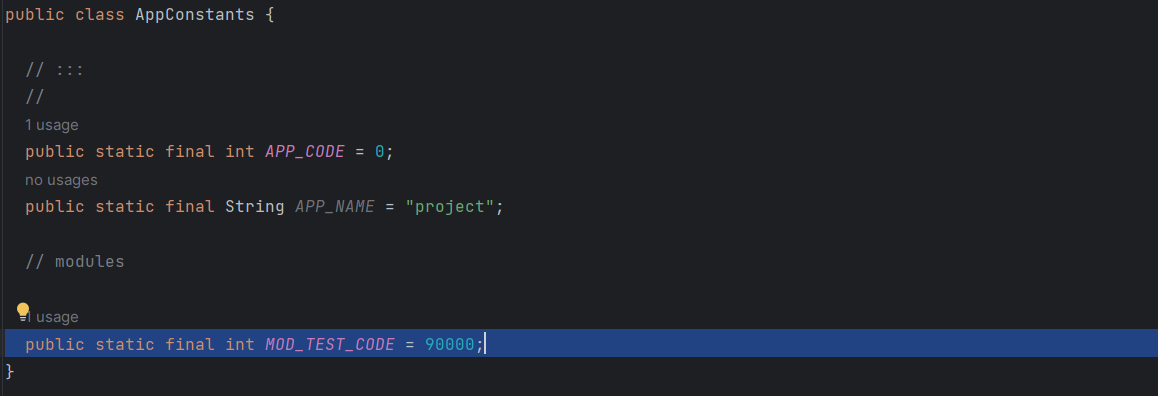 public class AppConstants {
// :::
//
1 usage
public static final int APP_CODE = 0;
no usages
public static final String APP_NAME = "project";
// modules
1 usage
public static final int MOD_TEST_CODE = 90000;
}